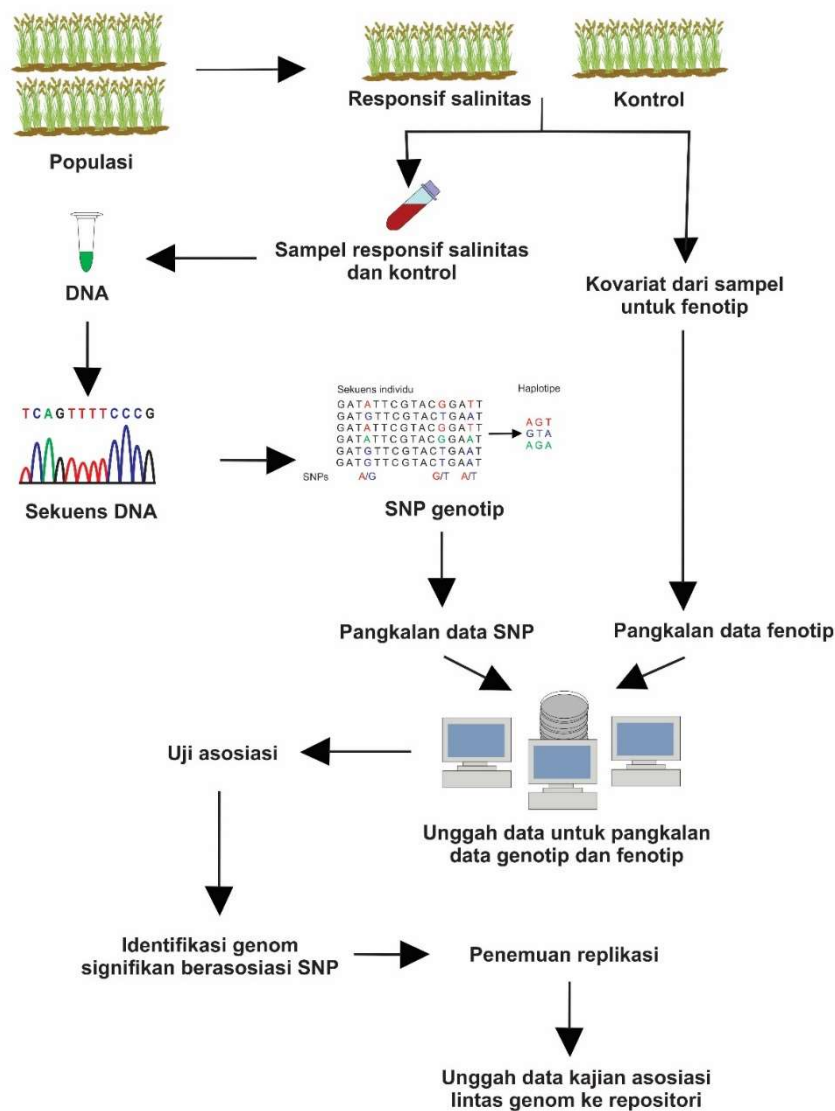 Responsif salinitas
Kontrol
Populasi
Sampel responsif salinitas
dan kontrol
DNA
Kovariat dari sampel
untuk fenotip
TCAGTTTTCCCG
Sekuens DNA
Sekuens individu
Haplotipe
GATATTCGTACGGATT
GATGTTCGTACTGAAT
GATATTCGTACGGATT
GATATTCGTACGGAAT
GATGTTCGTACTGAAT
GATGTTCGTACTGAAT
AGT
GTA
AGA
SNPs
A/G
G/T
A/T
SNP genotip
Pangkalan data SNP
Pangkalan data fenotip
Uji asosiasi
Unggah data untuk pangkalan
data genotip dan fenotip
Identifikasi genom
signifikan berasosiasi SNP
Penemuan replikasi
Unggah data kajian asosiasi
lintas genom ke repositori